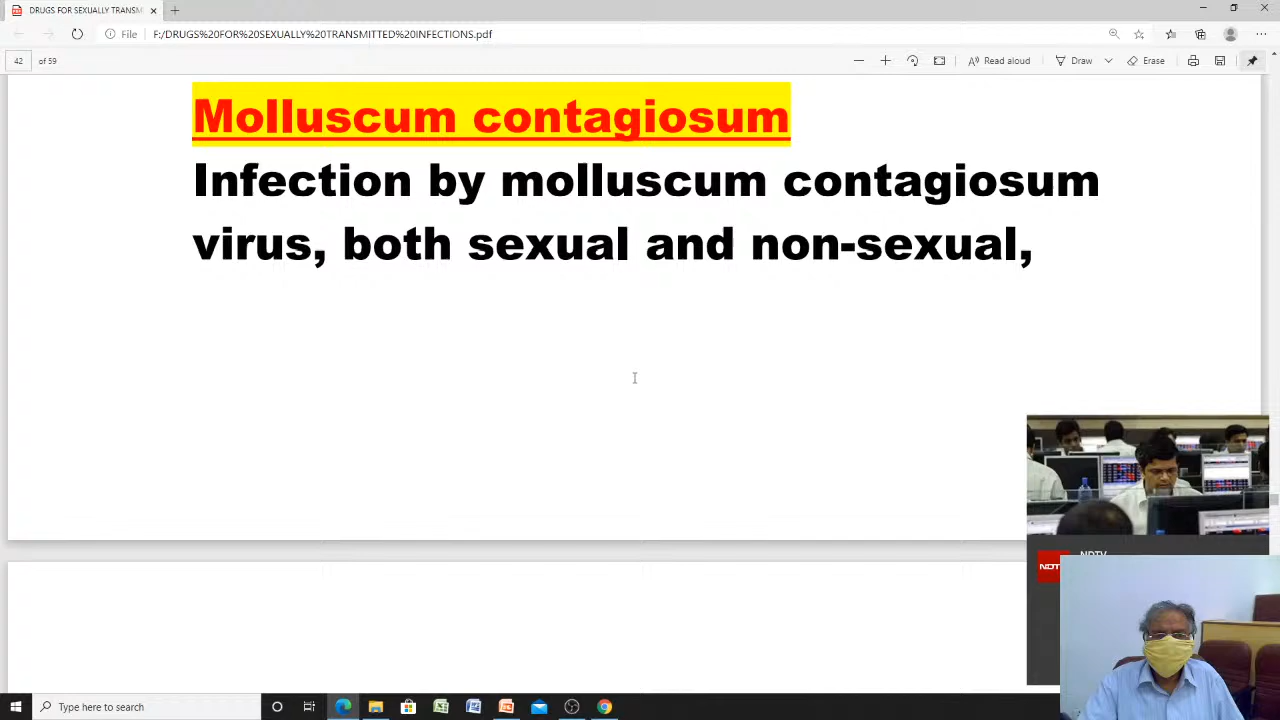 DRUGS FOR SEXUALLY TRANSM
File
F:/DRUGS%20FOR%20SEXUALLY%20TRANSMITTED%20INFECTIONS.pdf
42 of 59
Read aloud
Draw
Erase
Molluscum contagiosum
Infection by molluscum contagiosum
virus, both sexual and non-sexual,
NDTV
Type here to search